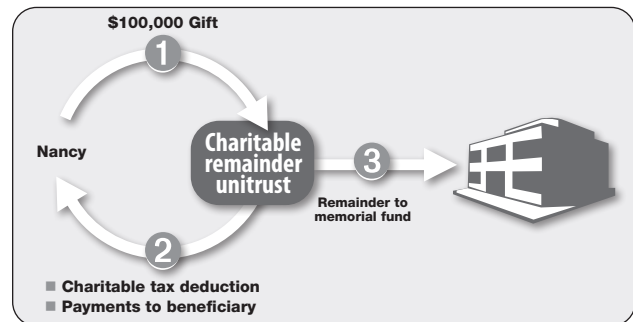 $100,000 Gift
1
Nancy
Charitable
remainder
unitrust
3
Remainder to
memorial fund
2
■ Charitable tax deduction
■ Payments to beneficiary